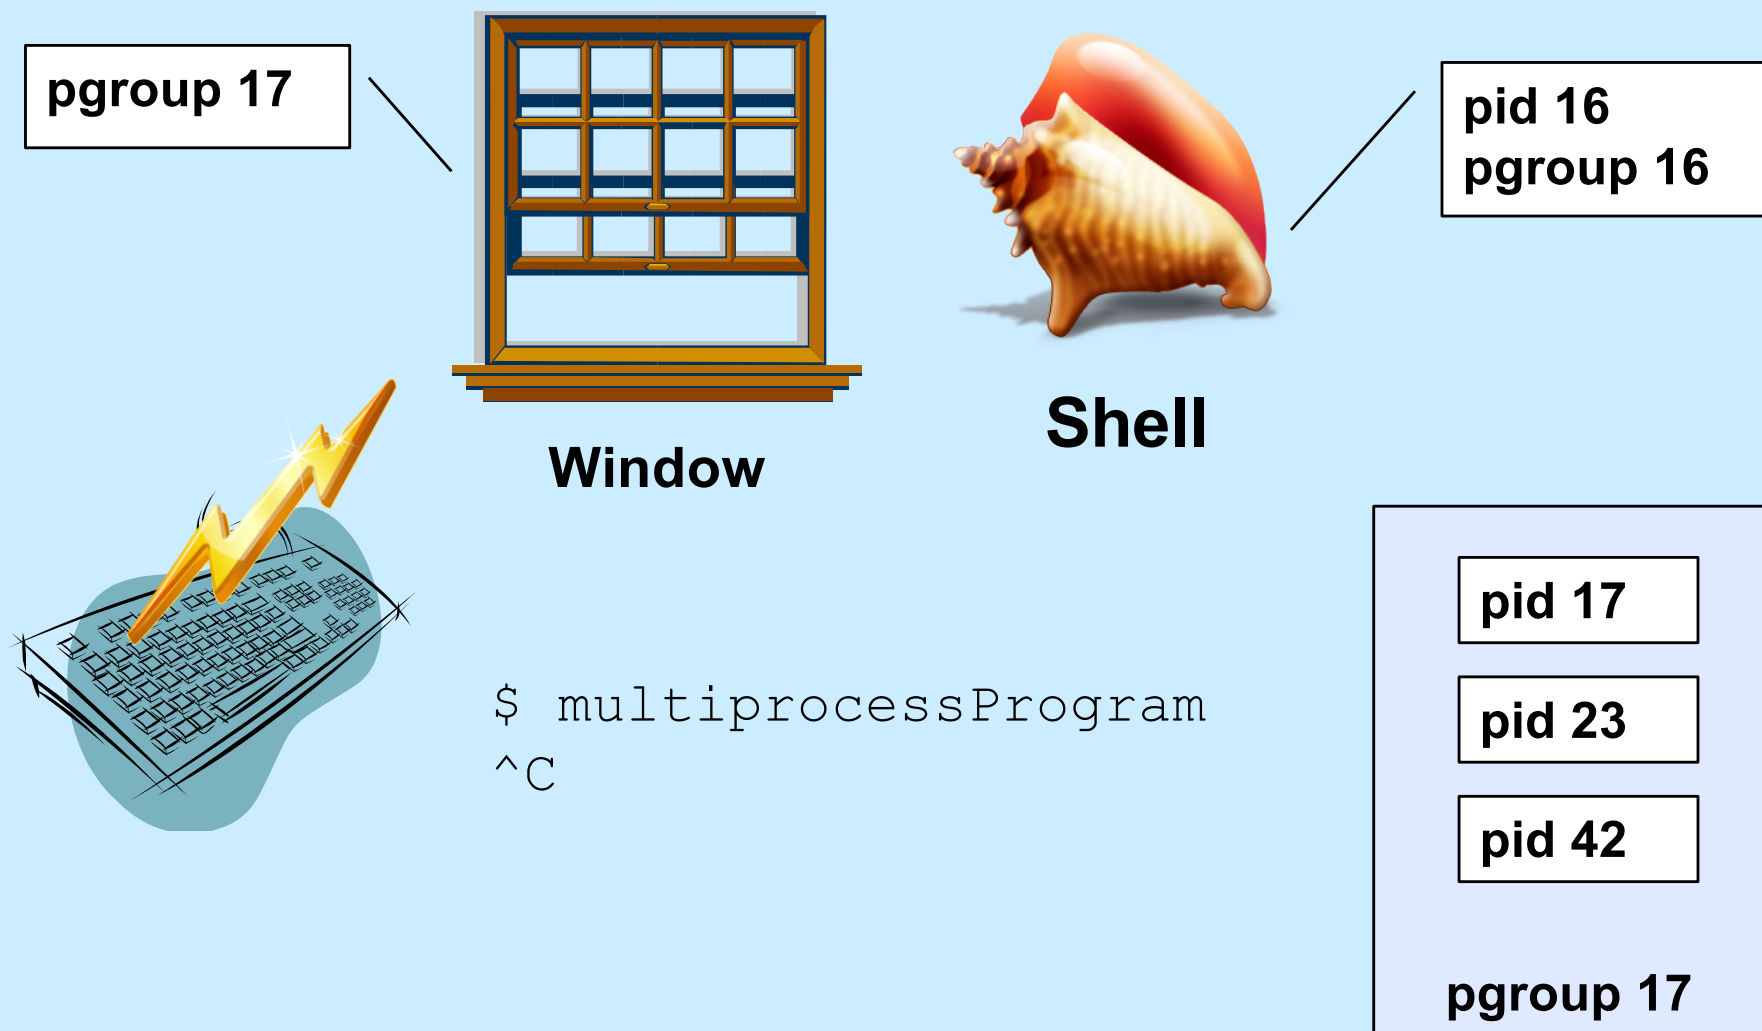 pgroup 17
pid 16
pgroup 16
Window
Shell
$ multiprocessProgram
^C
pid 17
pid 23
pid 42
pgroup 17